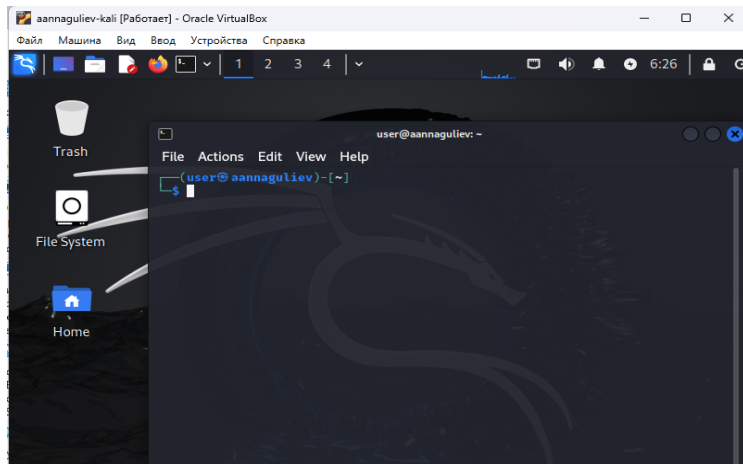 aannaguliev-kali [Работает] - Oracle VirtualBox
Файл Машина Вид Ввод Устройства Справка
1 2 3 4 6:26
Trash
File System
Home
user@aannaguliev: ~
File Actions Edit View Help
┌──(user㉿aannaguliev)-[~]
└─$